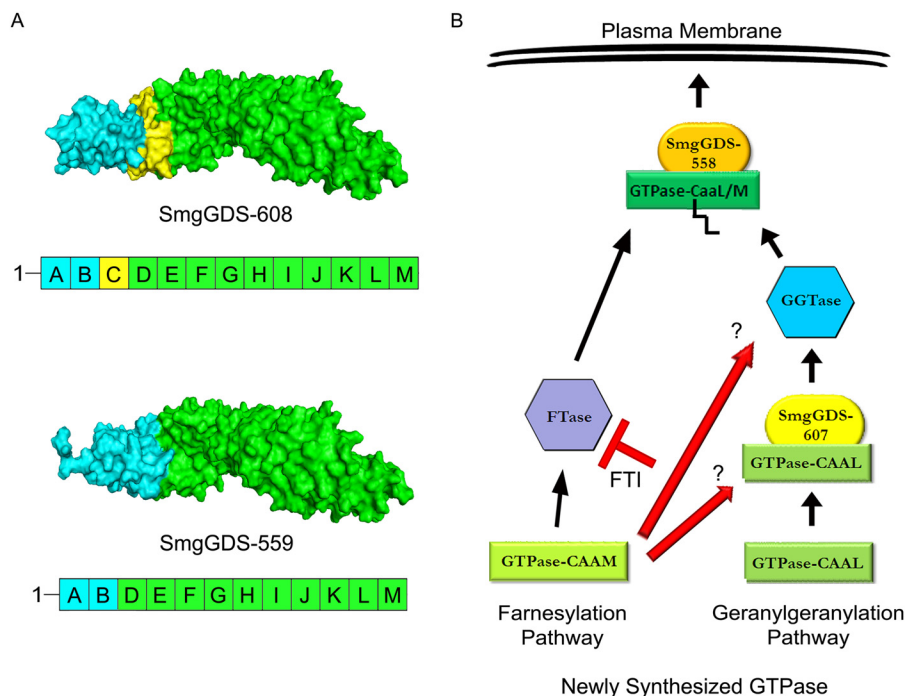 A
SmgGDS-608
1
A B C D E F G H I J K L M
SmgGDS-559
1
A B D E F G H I J K L M
B
Plasma Membrane
SmgGDS-
558
GTPase-CaaL/M
GGTase
?
FTase
SmgGDS-
607
GTPase-CAAL
FTI
?
GTPase-CAAM
GTPase-CAAL
Farnesylation
Pathway
Geranylgeranylation
Pathway
Newly Synthesized GTPase